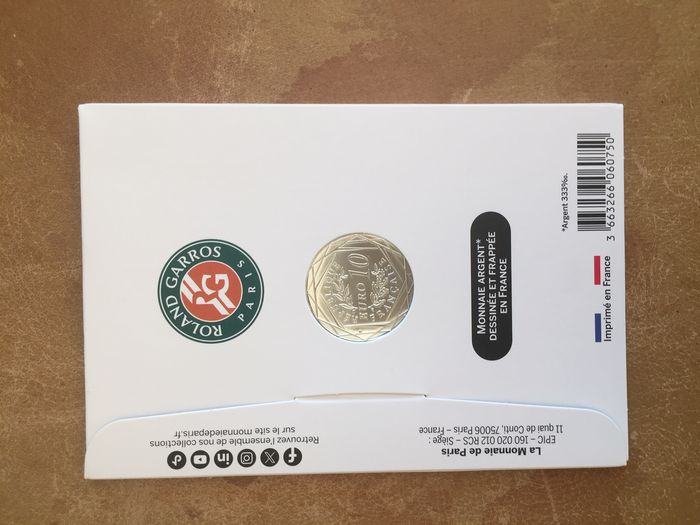 ROLAND GARROS
PARIS
RG
10
EURO
MONNAIE ARGENT*
DESSINÉE ET FRAPPÉE
EN FRANCE
*Argent 333‰.
3 663266 060750
Imprimé en France
La Monnaie de Paris
EPIC – 160 020 012 RCS – Siège :
11 quai de Conti, 75006 Paris – France
Retrouvez l'ensemble de nos collections
sur le site monnaiedeparis.fr